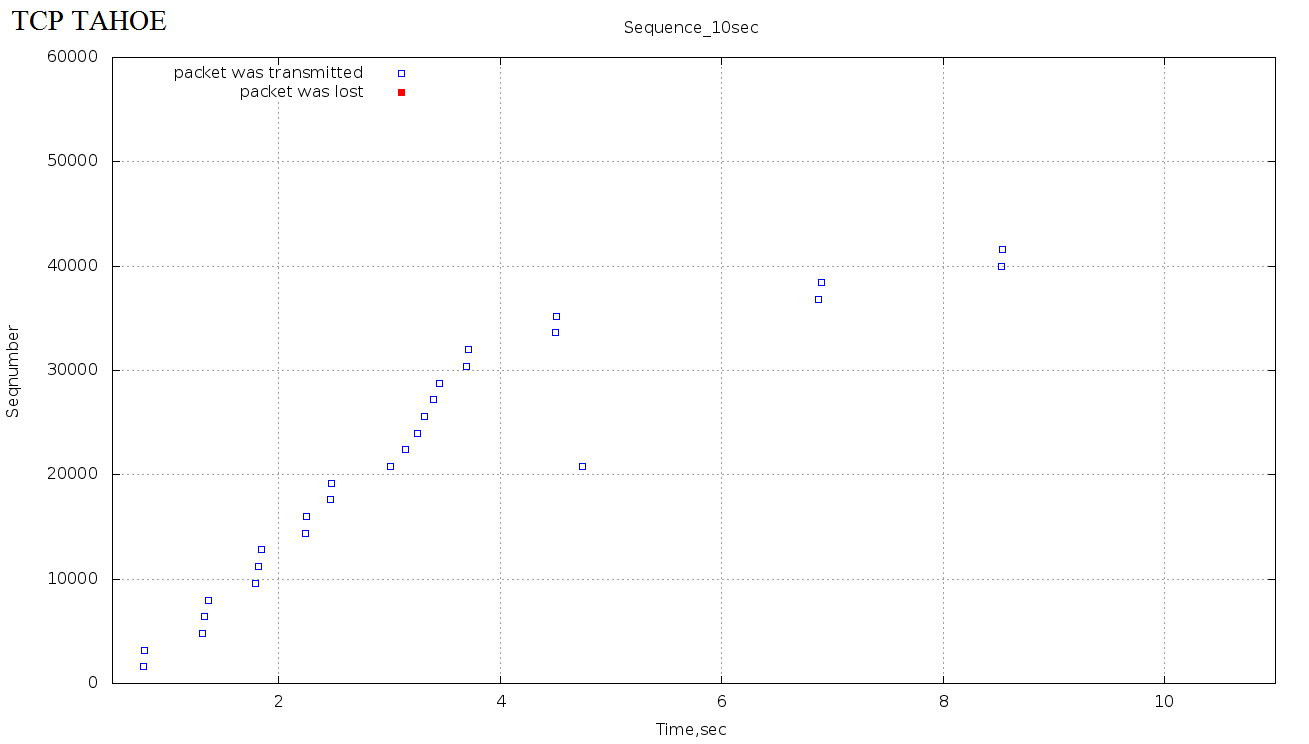 TCP TAHOE
Sequence_10sec
packet was transmitted
packet was lost
60000
50000
40000
30000
20000
10000
0
Seqnumber
2 4 6 8 10
Time,sec